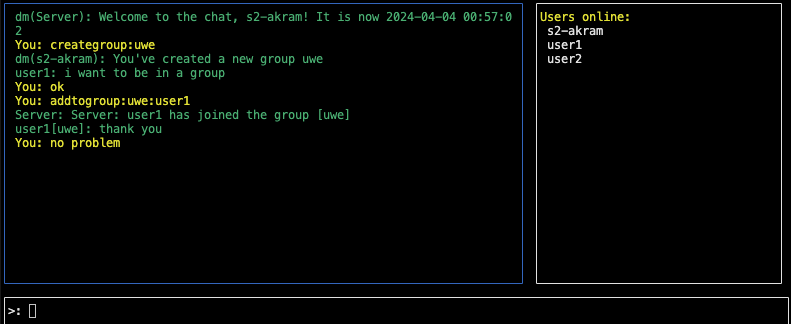 dm(Server): Welcome to the chat, s2-akram! It is now 2024-04-04 00:57:0
2
You: creategroup:uwe
dm(s2-akram): You've created a new group uwe
user1: i want to be in a group
You: ok
You: addtogroup:uwe:user1
Server: Server: user1 has joined the group [uwe]
user1[uwe]: thank you
You: no problem
Users online:
s2-akram
user1
user2
>: